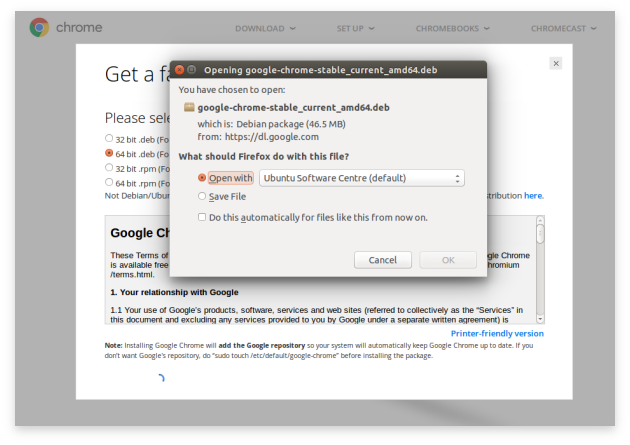 chrome
DOWNLOAD
SET UP
CHROMEBOOKS
CHROMECAST
Get a fa
Opening google-chrome-stable_current_amd64.deb
You have chosen to open:
google-chrome-stable_current_amd64.deb
which is: Debian package (46.5 MB)
from: https://dl.google.com
What should Firefox do with this file?
Open with
Ubuntu Software Centre (default)
Save File
Do this automatically for files like this from now on.
Cancel
OK
Please sele
32 bit .deb (Fo
64 bit .deb (Fo
32 bit .rpm (Fo
64 bit .rpm (Fo
Not Debian/Ubun
stribution here.
Google Ch
These Terms of
gle Chrome
is available free
hromium
/terms.html.
1. Your relationship with Google
1.1 Your use of Google's products, software, services and web sites (referred to collectively as the "Services" in
this document and excluding any services provided to you by Google under a separate written agreement) is
Printer-friendly version
Note: Installing Google Chrome will add the Google repository so your system will automatically keep Google Chrome up to date. If you
don't want Google's repository, do "sudo touch /etc/default/google-chrome" before installing the package.